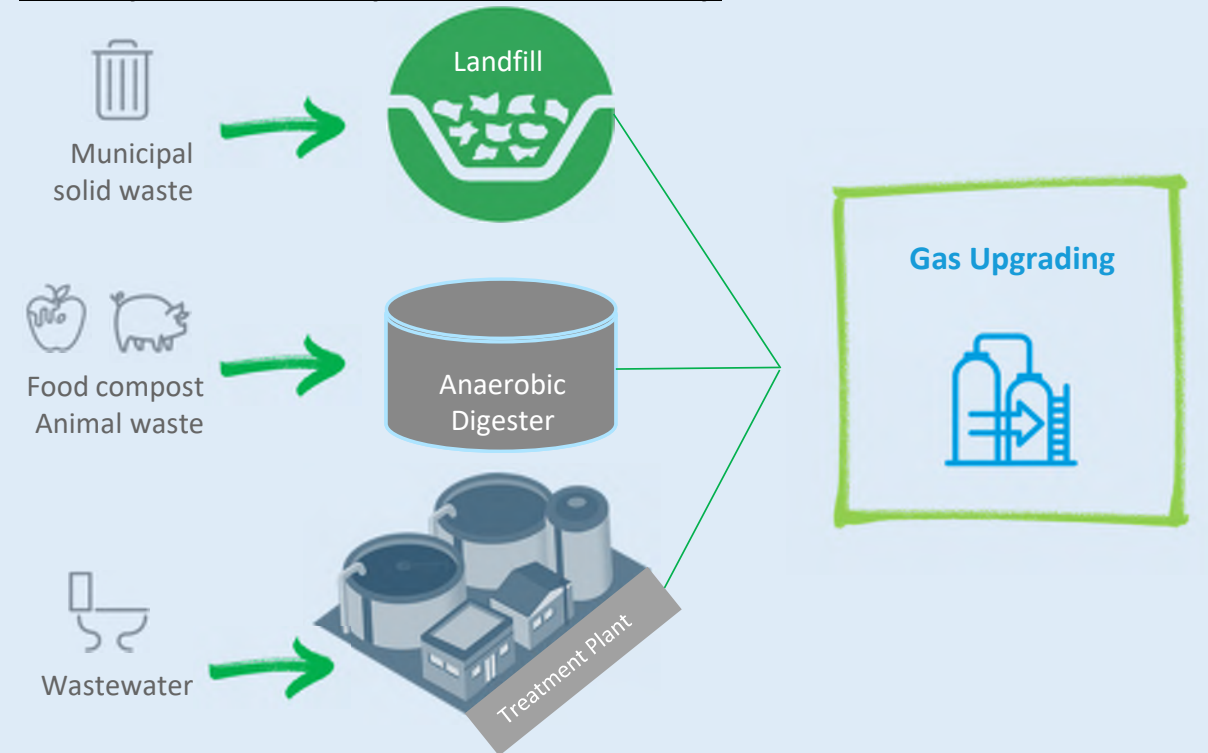 Landfill
Municipal
solid waste
Gas Upgrading
Food compost
Animal waste
Anaerobic
Digester
Treatment Plant
Wastewater